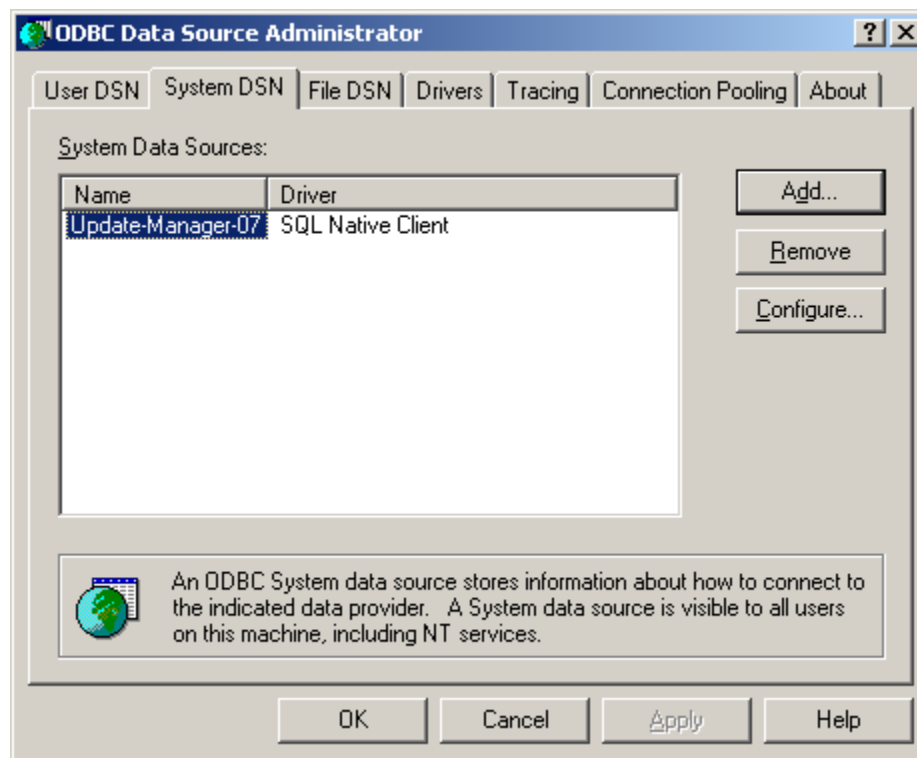 ODBC Data Source Administrator
User DSN System DSN File DSN Drivers Tracing Connection Pooling About
System Data Sources:
Name Driver
Update-Manager-07 SQL Native Client
Add...
Remove
Configure...
An ODBC System data source stores information about how to connect to
the indicated data provider. A System data source is visible to all users
on this machine, including NT services.
OK Cancel Apply Help